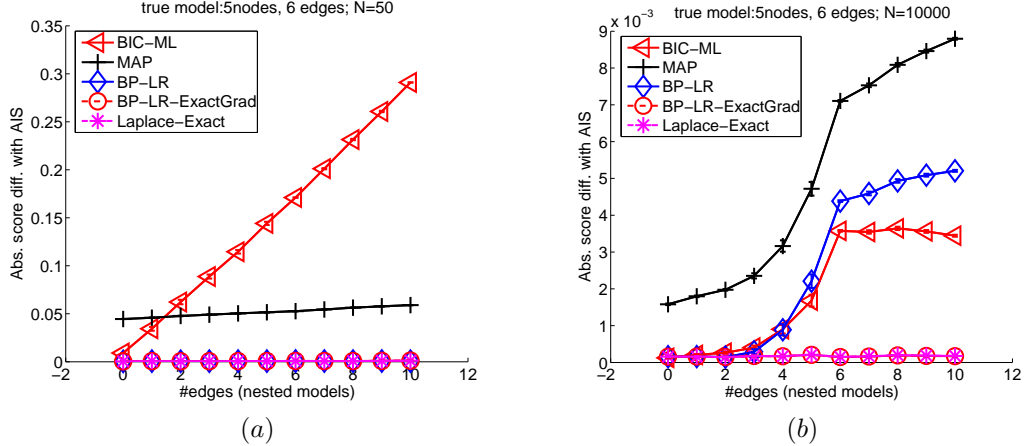 true model:5nodes, 6 edges; N=50
0.35
0.3
0.25
0.2
0.15
0.1
0.05
0
Abs. score diff. with AIS
BIC−ML
MAP
BP−LR
BP−LR−ExactGrad
Laplace−Exact
−2 0 2 4 6 8 10 12
#edges (nested models)
(a)
true model:5nodes, 6 edges; N=10000
x 10⁻³
9
8
7
6
5
4
3
2
1
0
Abs. score diff. with AIS
BIC−ML
MAP
BP−LR
BP−LR−ExactGrad
Laplace−Exact
−2 0 2 4 6 8 10 12
#edges (nested models)
(b)